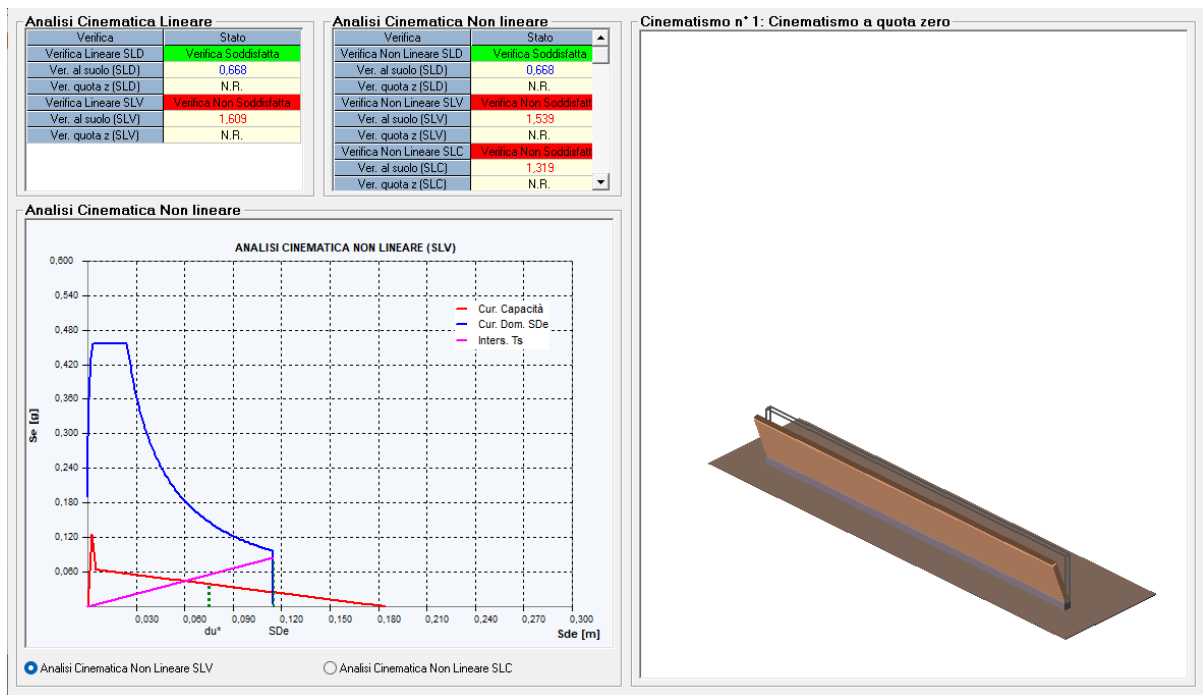 Analisi Cinematica Lineare
Verifica Stato
Verifica Lineare SLD Verifica Soddisfatta
Ver. al suolo (SLD) 0,668
Ver. quota z (SLD) N.R.
Verifica Lineare SLV Verifica Non Soddisfatta
Ver. al suolo (SLV) 1,609
Ver. quota z (SLV) N.R.
Analisi Cinematica Non lineare
Verifica Stato
Verifica Non Lineare SLD Verifica Soddisfatta
Ver. al suolo (SLD) 0,668
Ver. quota z (SLD) N.R.
Verifica Non Lineare SLV Verifica Non Soddisfatt
Ver. al suolo (SLV) 1,539
Ver. quota z (SLV) N.R.
Verifica Non Lineare SLC Verifica Non Soddisfatt
Ver. al suolo (SLC) 1,319
Ver. quota z (SLC) N.R.
Cinematismo n° 1: Cinematismo a quota zero
Analisi Cinematica Non lineare
ANALISI CINEMATICA NON LINEARE (SLV)
0,600
0,540
0,480
0,420
0,360
0,300
0,240
0,180
0,120
0,060
Se [g]
Cur. Capacità
Cur. Dom. SDe
Inters. Ts
0,030 0,060 0,090 0,120 0,150 0,180 0,210 0,240 0,270 0,300
du* SDe
Sde [m]
Analisi Cinematica Non Lineare SLV
Analisi Cinematica Non Lineare SLC